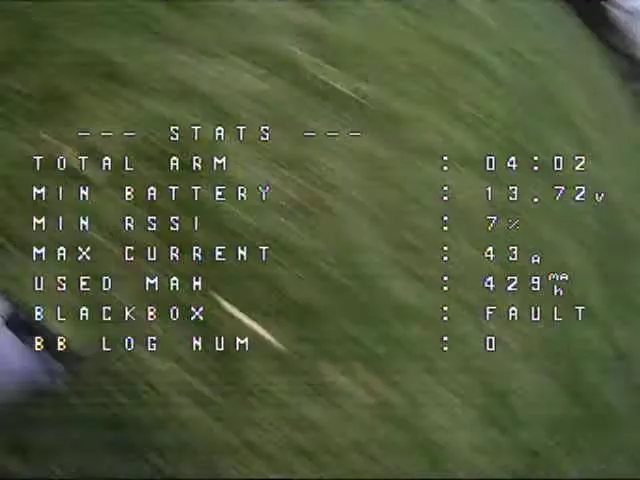 --- STATS ---
TOTAL ARM : 04:02
MIN BATTERY : 13.72V
MIN RSSI : 7%
MAX CURRENT : 43A
USED MAH : 429mAh
BLACKBOX : FAULT
BB LOG NUM : 0